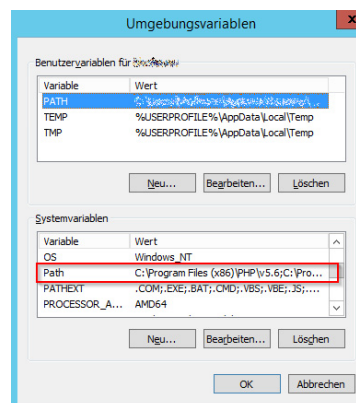 Umgebungsvariablen
x
Benutzervariablen für
Variable Wert
PATH
TEMP %USERPROFILE%\AppData\Local\Temp
TMP %USERPROFILE%\AppData\Local\Temp
Neu... Bearbeiten... Löschen
Systemvariablen
Variable Wert
OS Windows_NT
Path C:\Program Files (x86)\PHP\v5.6;C:\Pro...
PATHEXT .COM;.EXE;.BAT;.CMD;.VBS;.VBE;.JS;....
PROCESSOR_A... AMD64
Neu... Bearbeiten... Löschen
OK Abbrechen